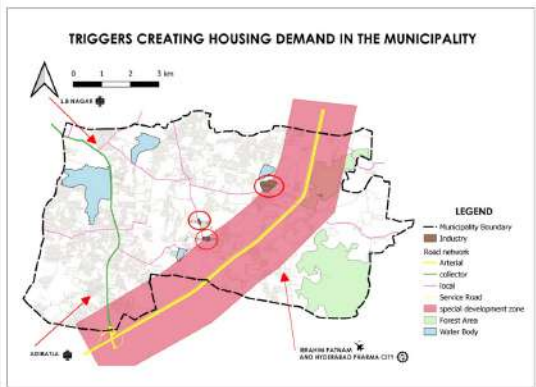 TRIGGERS CREATING HOUSING DEMAND IN THE MUNICIPALITY
0 1 2 3 km
L.B NAGAR
LEGEND
Municipality Boundary
Industry
Road network
Arterial
collector
local
Service Road
special development zone
Forest Area
Water Body
ADIBATLA
IBRAHIM PATNAM
AND HYDERABAD PHARMA CITY